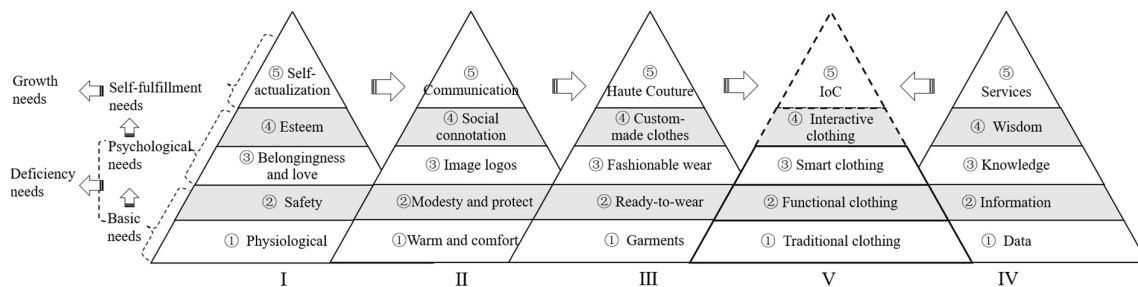 Growth
needs
Self-fulfillment
needs
Psychological
needs
Deficiency
needs
Basic
needs
⑤ Self-
actualization
④ Esteem
③ Belongingness
and love
② Safety
① Physiological
I
⑤
Communication
④ Social
connotation
③ Image logos
②Modesty and protect
①Warm and comfort
II
⑤
Haute Couture
④ Custom-
made clothes
③ Fashionable wear
② Ready-to-wear
① Garments
III
⑤
IoC
④ Interactive
clothing
③ Smart clothing
② Functional clothing
① Traditional clothing
V
⑤
Services
④ Wisdom
③ Knowledge
② Information
① Data
IV